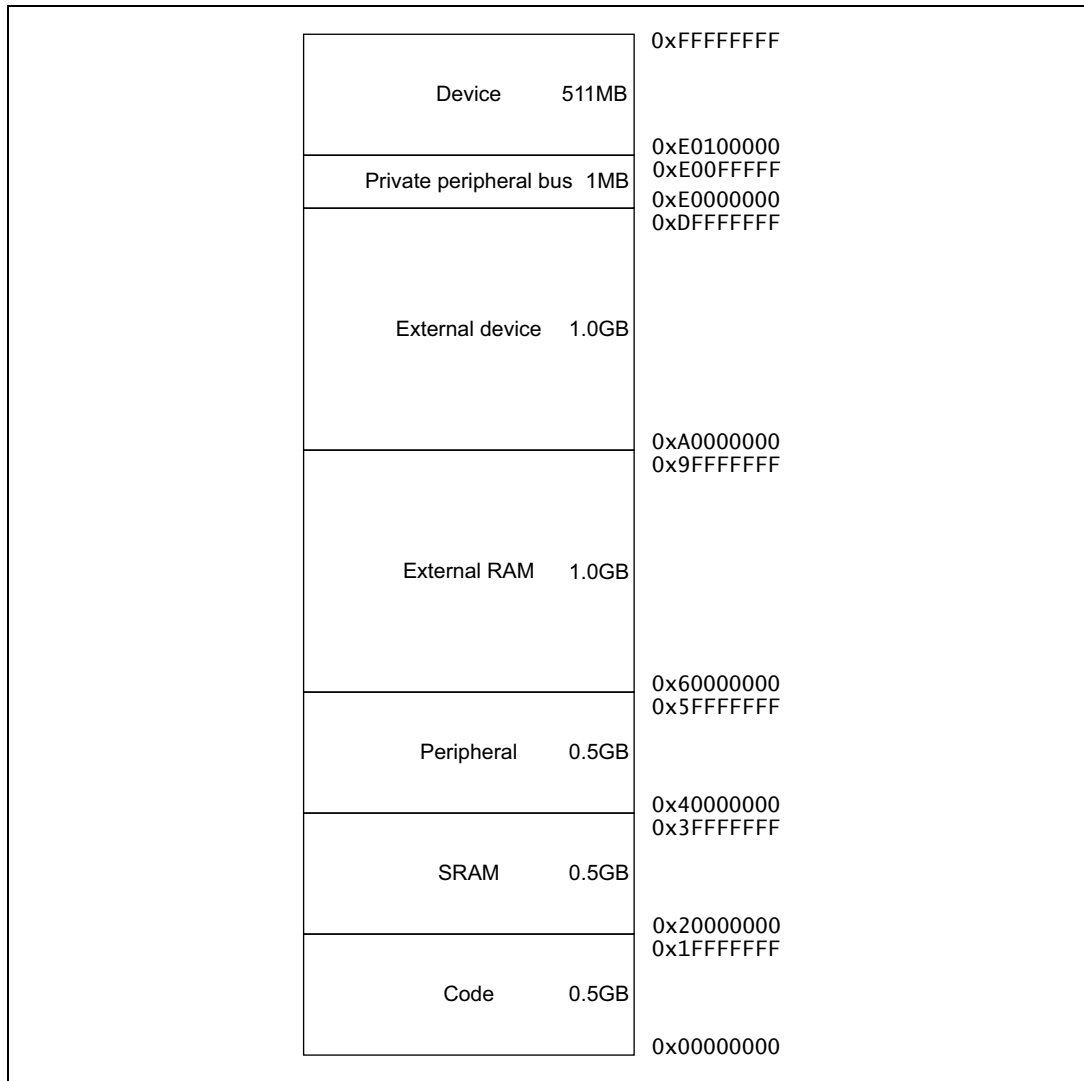 0xFFFFFFFF
Device 511MB
0xE0100000
0xE00FFFFF
Private peripheral bus 1MB
0xE0000000
0xDFFFFFFF
External device 1.0GB
0xA0000000
0x9FFFFFFF
External RAM 1.0GB
0x60000000
0x5FFFFFFF
Peripheral 0.5GB
0x40000000
0x3FFFFFFF
SRAM 0.5GB
0x20000000
0x1FFFFFFF
Code 0.5GB
0x00000000